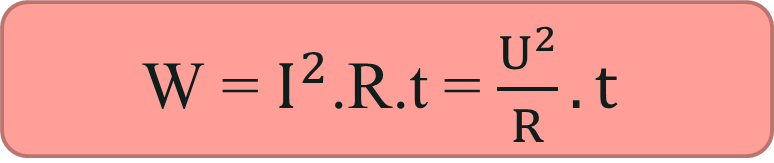 W = I².R.t = U²/R . t